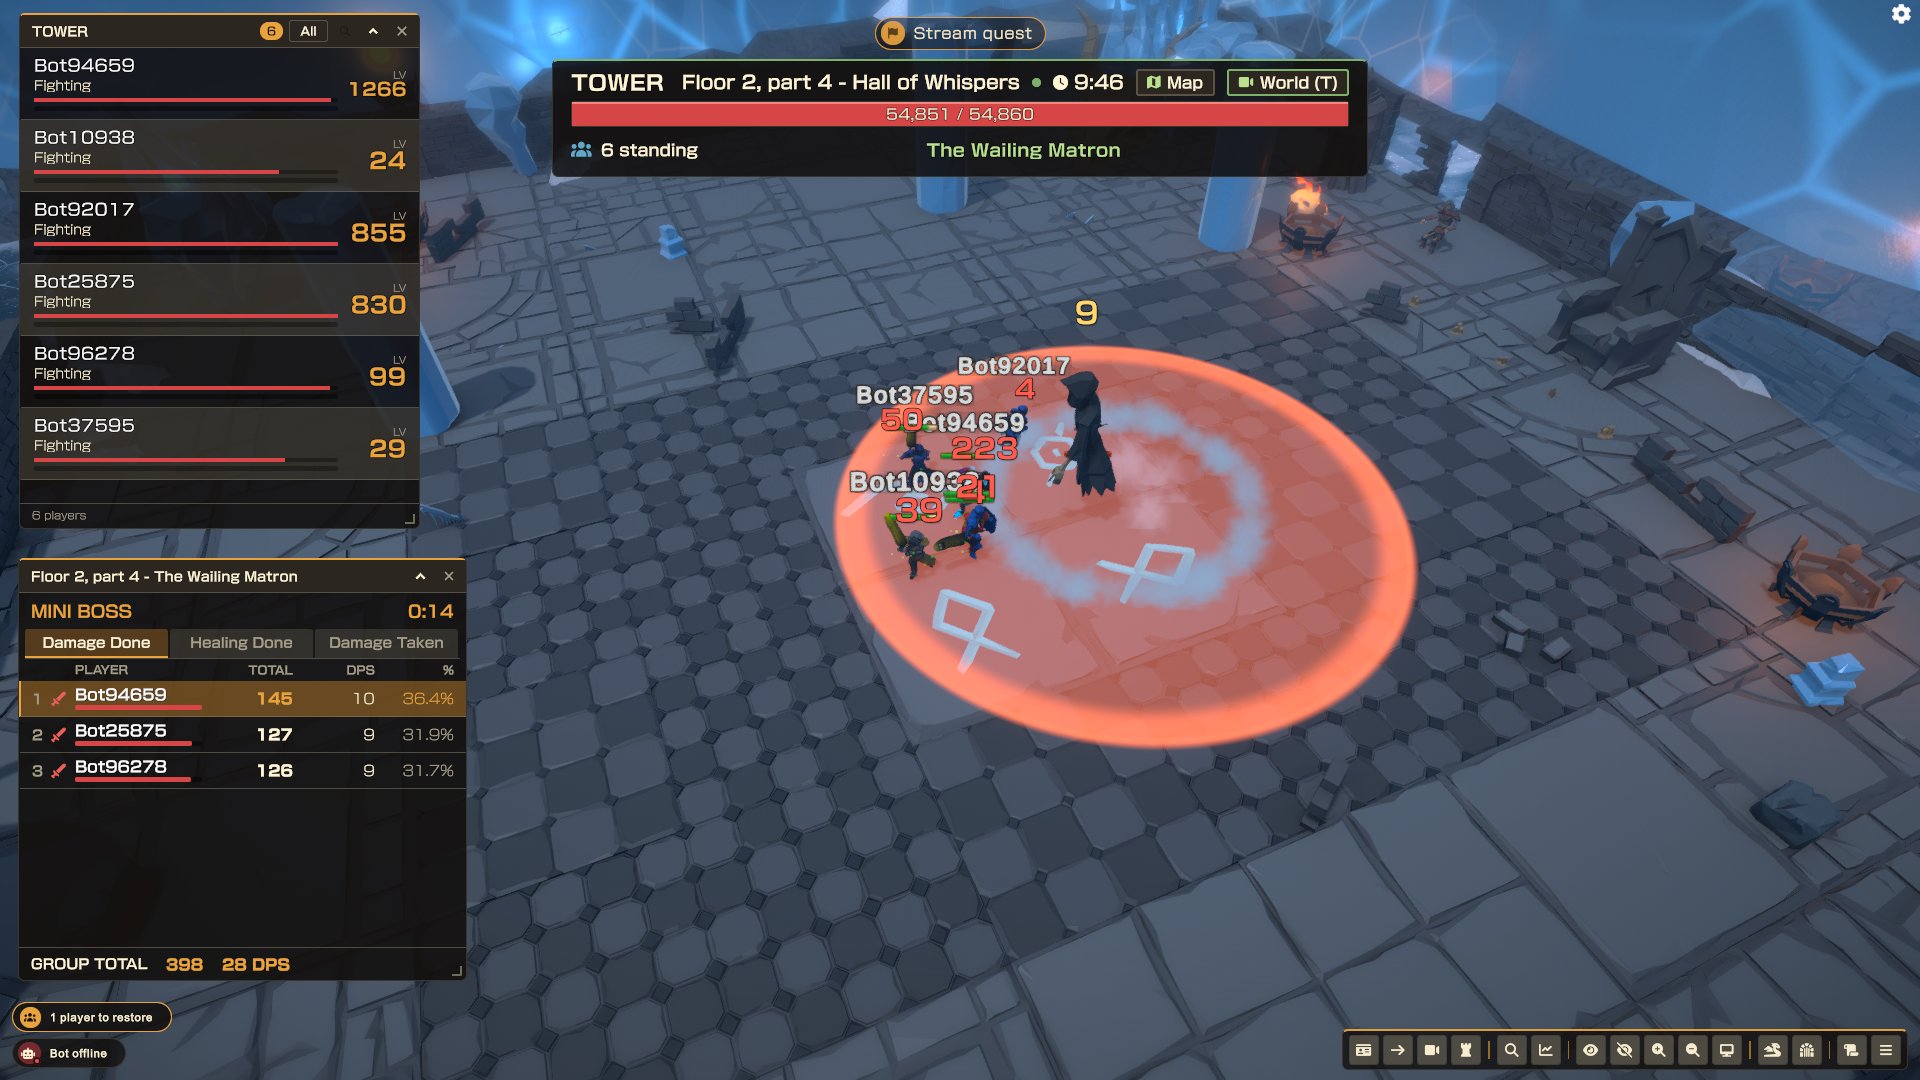 TOWER
6
All
Bot94659
Fighting
LV
1266
Bot10938
Fighting
LV
24
Bot92017
Fighting
LV
855
Bot25875
Fighting
LV
830
Bot96278
Fighting
LV
99
Bot37595
Fighting
LV
29
6 players
Stream quest
TOWER Floor 2, part 4 - Hall of Whispers 9:46 Map World (T)
54,851 / 54,860
6 standing
The Wailing Matron
9
Bot92017
4
Bot37595
50
Bot94659
223
Bot1093
21
39
Floor 2, part 4 - The Wailing Matron
MINI BOSS 0:14
Damage Done Healing Done Damage Taken
PLAYER TOTAL DPS %
1 Bot94659 145 10 36.4%
2 Bot25875 127 9 31.9%
3 Bot96278 126 9 31.7%
GROUP TOTAL 398 28 DPS
1 player to restore
Bot offline